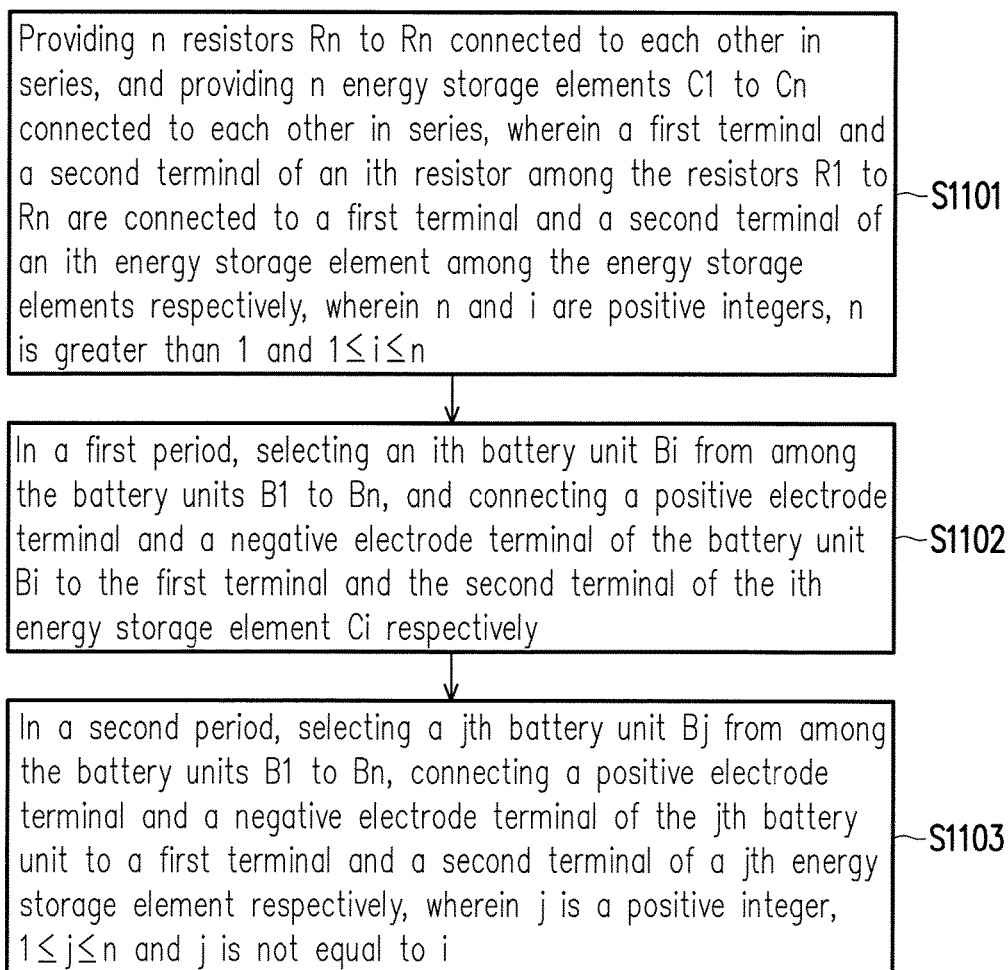 Providing n resistors Rn to Rn connected to each other in
series, and providing n energy storage elements C1 to Cn
connected to each other in series, wherein a first terminal and
a second terminal of an ith resistor among the resistors R1 to
Rn are connected to a first terminal and a second terminal of
an ith energy storage element among the energy storage
elements respectively, wherein n and i are positive integers, n
is greater than 1 and 1≤i≤n
S1101
In a first period, selecting an ith battery unit Bi from among
the battery units B1 to Bn, and connecting a positive electrode
terminal and a negative electrode terminal of the battery unit
Bi to the first terminal and the second terminal of the ith
energy storage element Ci respectively
S1102
In a second period, selecting a jth battery unit Bj from among
the battery units B1 to Bn, connecting a positive electrode
terminal and a negative electrode terminal of the jth battery
unit to a first terminal and a second terminal of a jth energy
storage element respectively, wherein j is a positive integer,
1≤j≤n and j is not equal to i
S1103